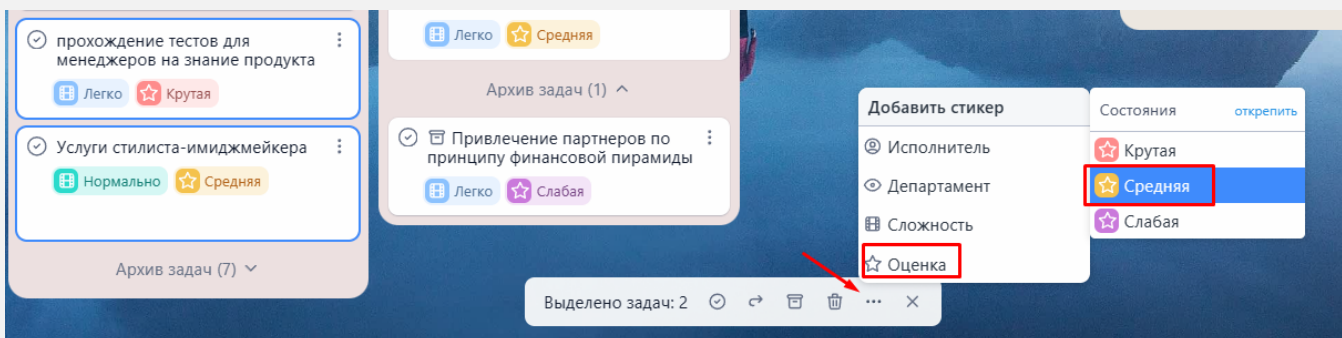 прохождение тестов для
менеджеров на знание продукта
Легко Крутая
Услуги стилиста-имиджмейкера
Нормально Средняя
Архив задач (7)
Легко Средняя
Архив задач (1)
Привлечение партнеров по
принципу финансовой пирамиды
Легко Слабая
Добавить стикер
Исполнитель
Департамент
Сложность
Оценка
Состояния открепить
Крутая
Средняя
Слабая
Выделено задач: 2